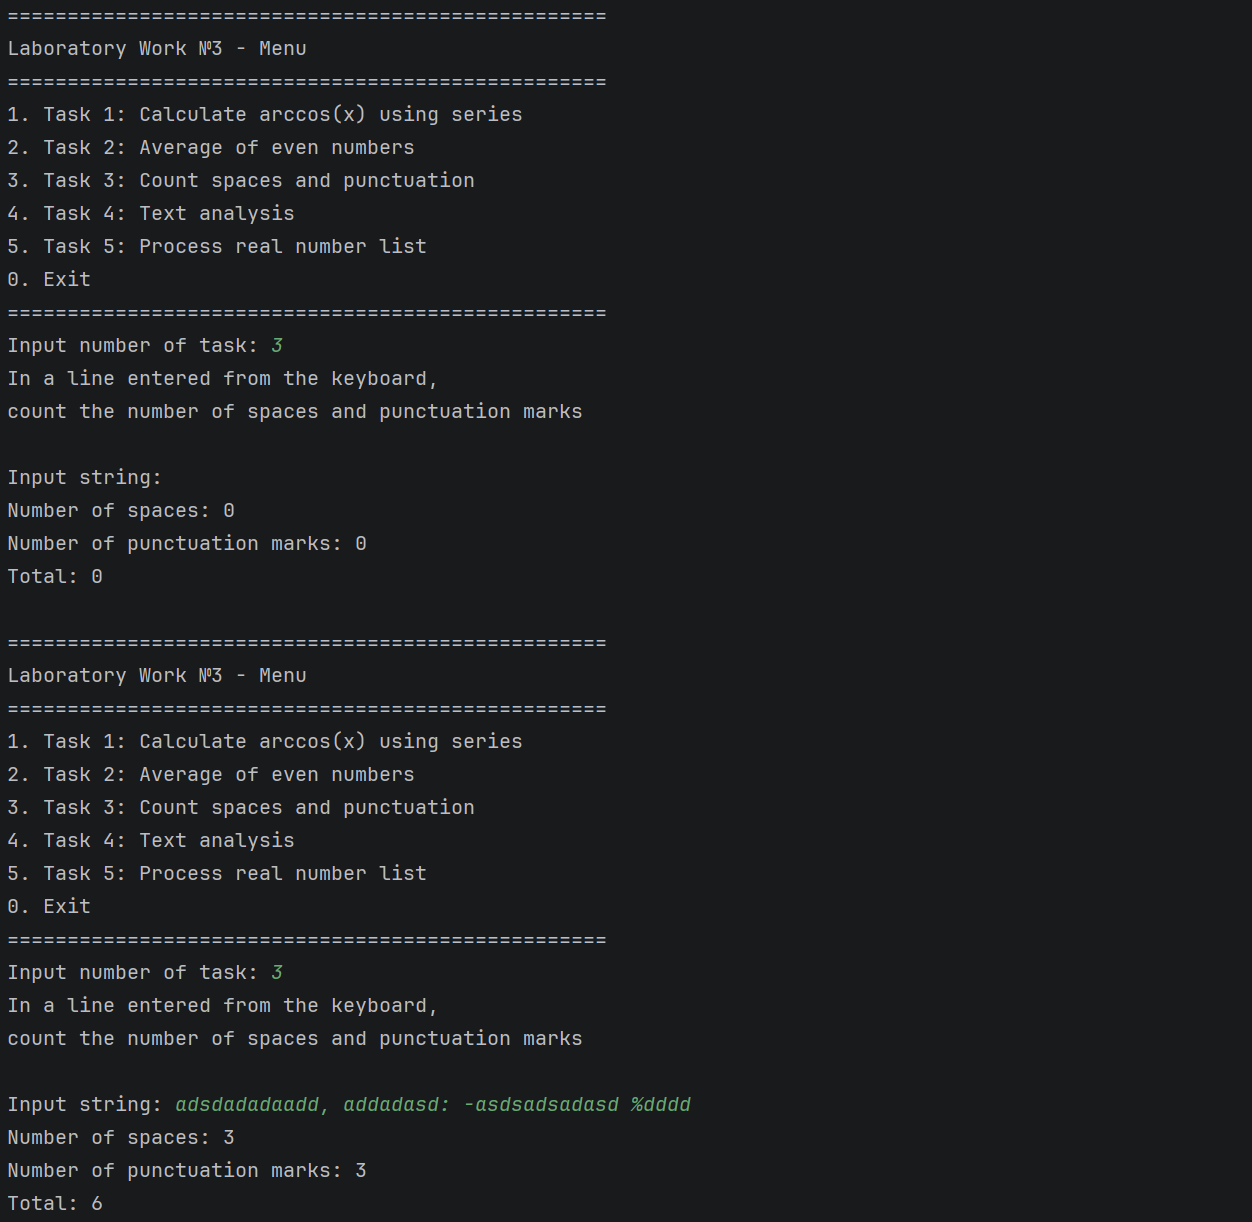 ==================================================
Laboratory Work №3 - Menu
==================================================
1. Task 1: Calculate arccos(x) using series
2. Task 2: Average of even numbers
3. Task 3: Count spaces and punctuation
4. Task 4: Text analysis
5. Task 5: Process real number list
0. Exit
==================================================
Input number of task: 3
In a line entered from the keyboard,
count the number of spaces and punctuation marks
Input string:
Number of spaces: 0
Number of punctuation marks: 0
Total: 0
==================================================
Laboratory Work №3 - Menu
==================================================
1. Task 1: Calculate arccos(x) using series
2. Task 2: Average of even numbers
3. Task 3: Count spaces and punctuation
4. Task 4: Text analysis
5. Task 5: Process real number list
0. Exit
==================================================
Input number of task: 3
In a line entered from the keyboard,
count the number of spaces and punctuation marks
Input string: adsdadadaadd, addadasd: -asdsadsadasd %dddd
Number of spaces: 3
Number of punctuation marks: 3
Total: 6